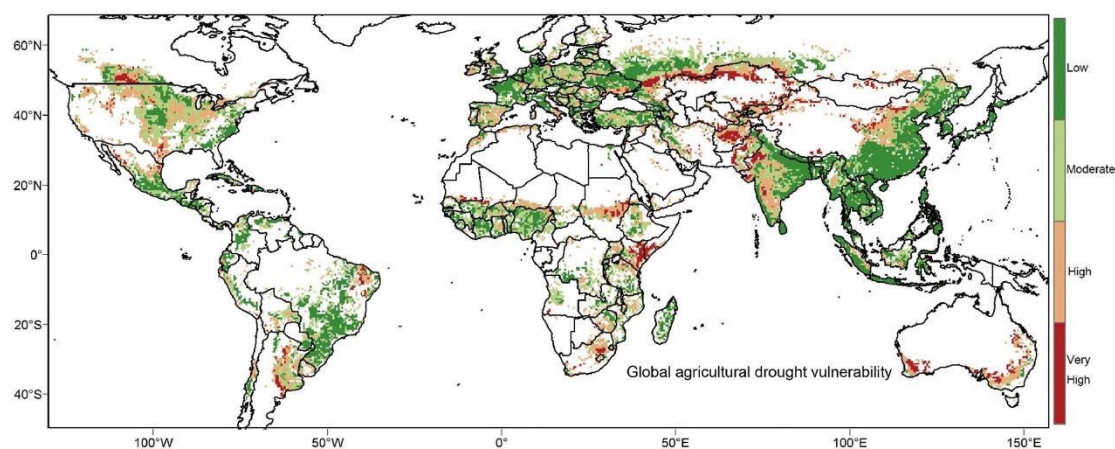 60°N
40°N
20°N
0°
20°S
40°S
100°W
50°W
0°
50°E
100°E
150°E
Global agricultural drought vulnerability
Low
Moderate
High
Very
High